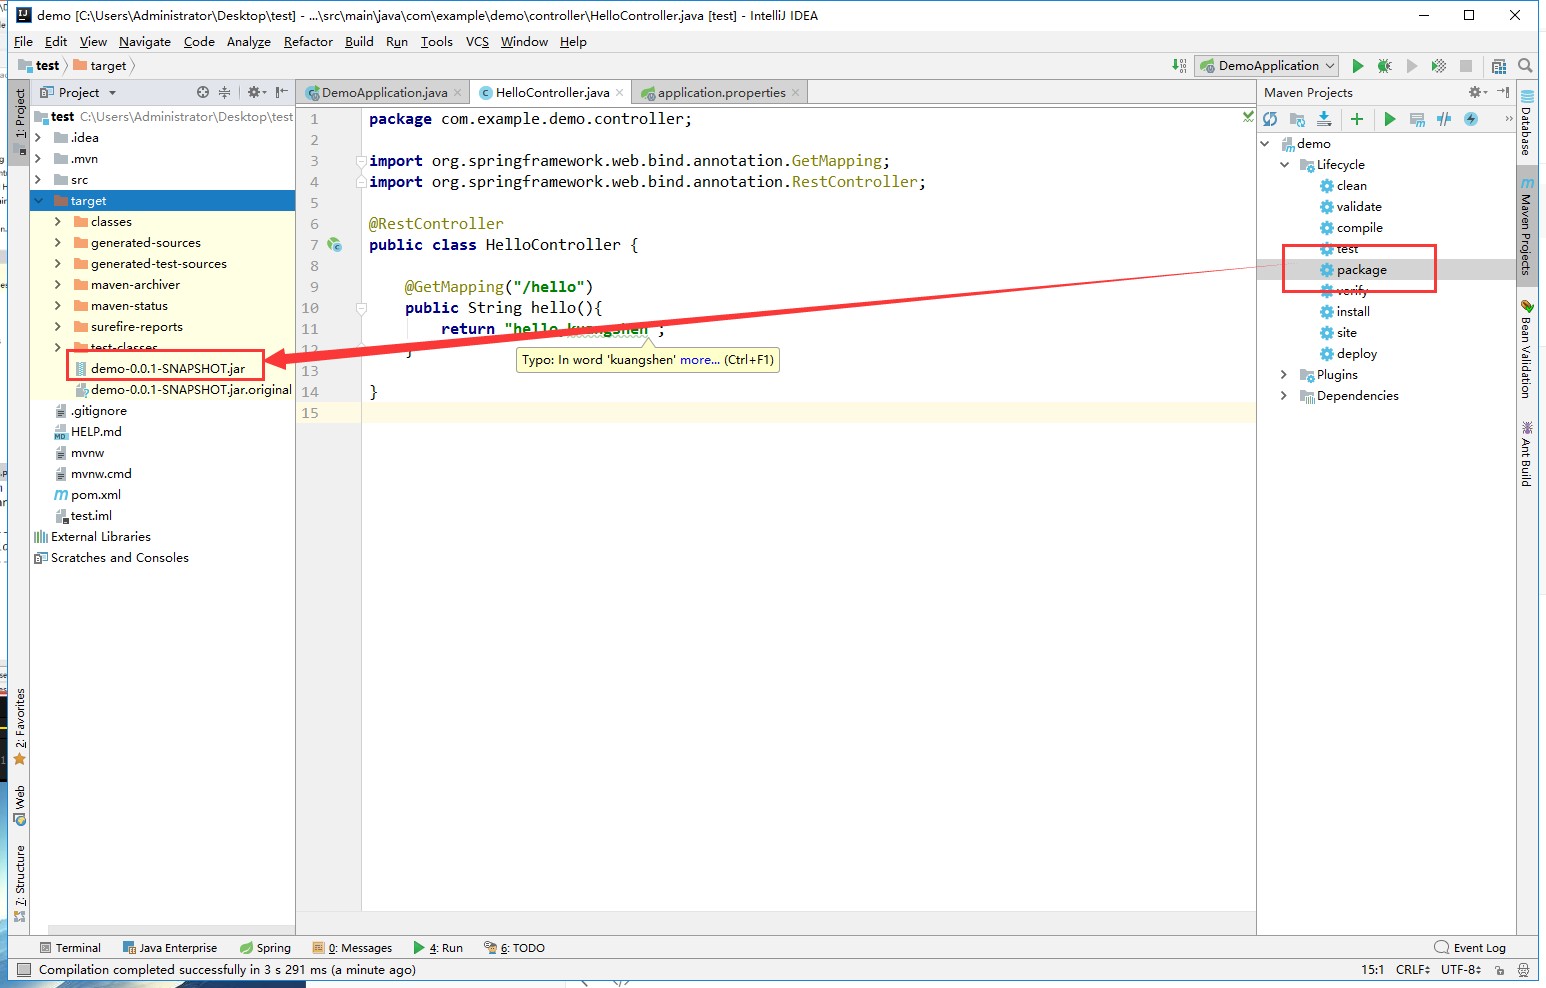 demo [C:\Users\Administrator\Desktop\test] - ...\src\main\java\com\example\demo\controller\HelloController.java [test] - IntelliJ IDEA
File Edit View Navigate Code Analyze Refactor Build Run Tools VCS Window Help
test target DemoApplication
1: Project
Project
test C:\Users\Administrator\Desktop\test
.idea
.mvn
src
target
classes
generated-sources
generated-test-sources
maven-archiver
maven-status
surefire-reports
test-classes
demo-0.0.1-SNAPSHOT.jar
demo-0.0.1-SNAPSHOT.jar.original
.gitignore
HELP.md
mvnw
mvnw.cmd
pom.xml
test.iml
External Libraries
Scratches and Consoles
2: Favorites
Web
7: Structure
DemoApplication.java HelloController.java application.properties
1 package com.example.demo.controller;
2
3 import org.springframework.web.bind.annotation.GetMapping;
4 import org.springframework.web.bind.annotation.RestController;
5
6 @RestController
7 public class HelloController {
8
9 @GetMapping("/hello")
10 public String hello(){
11 return "hello,kuangshen";
12 }
13
14 }
15
Typo: In word 'kuangshen' more... (Ctrl+F1)
Maven Projects
demo
Lifecycle
clean
validate
compile
test
package
verify
install
site
deploy
Plugins
Dependencies
Database
Maven Projects
Bean Validation
Ant Build
Terminal Java Enterprise Spring 0: Messages 4: Run 6: TODO Event Log
Compilation completed successfully in 3 s 291 ms (a minute ago) 15:1 CRLF UTF-8